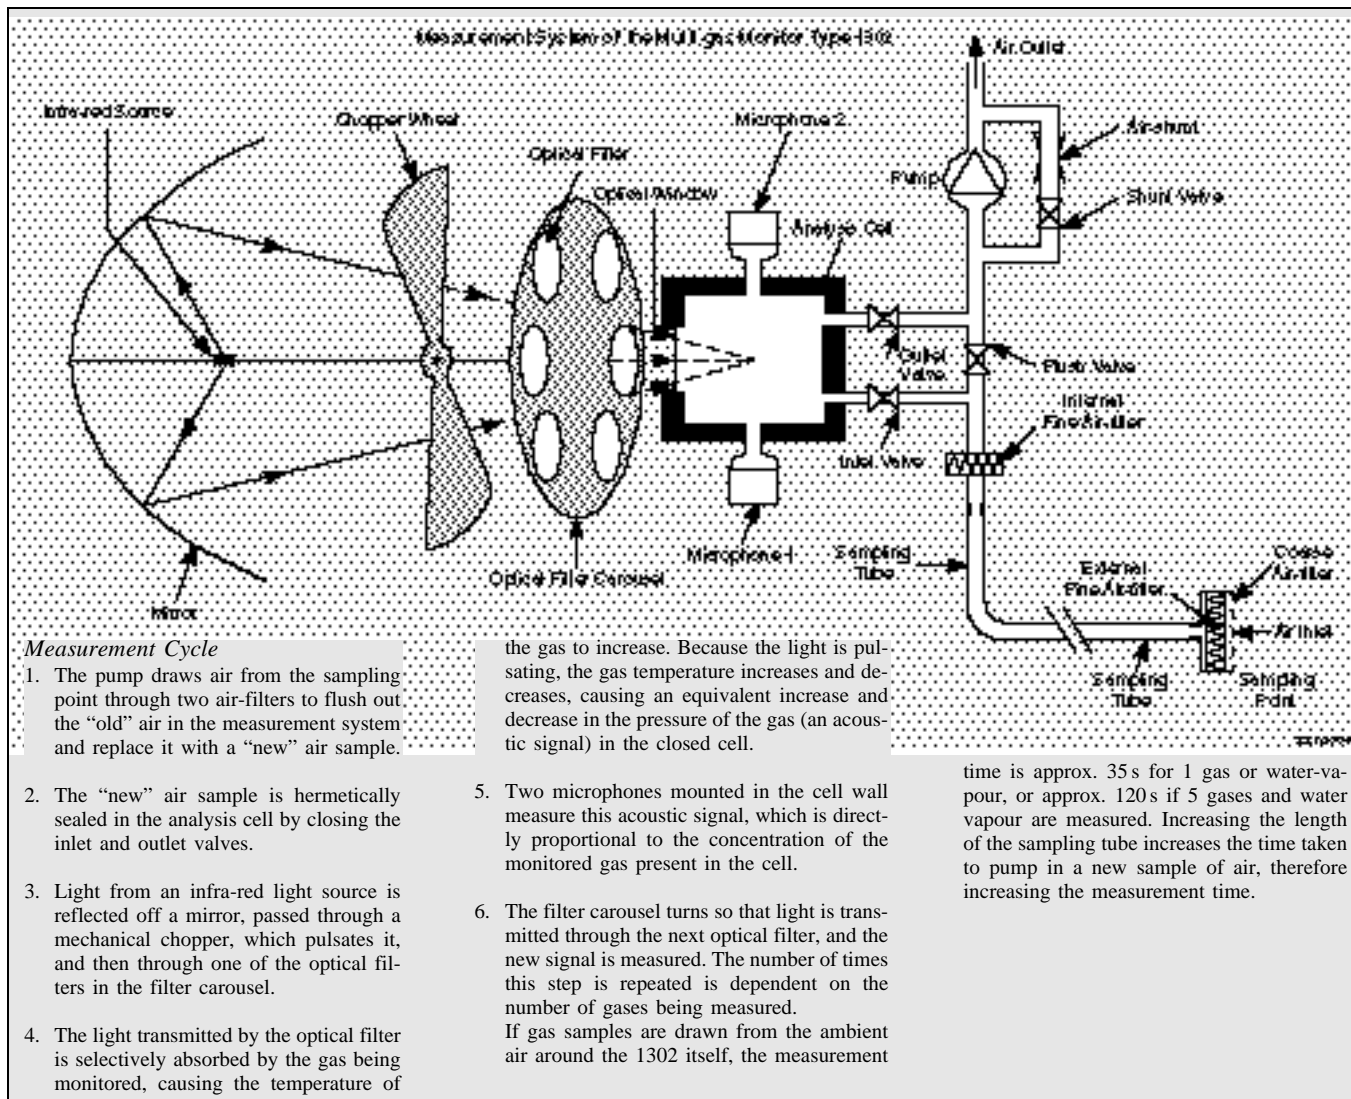 Measurement System of the Multi-gas Monitor Type 1302
Air Outlet
Infra-red Source
Chopper Wheel
Microphone 2
Air-shunt
Optical Filter
Pump
Optical Window
Shunt Valve
Analysis Cell
Outlet
Valve
Flush Valve
Internal
Fine Air-filter
Inlet Valve
Microphone 1
Sampling
Tube
Coarse
Air-filter
External
Fine Air-filter
Optical Filter Carousel
Mirror
Air Inlet
Sampling
Tube
Sampling
Point
Measurement Cycle
1. The pump draws air from the sampling
point through two air-filters to flush out
the “old” air in the measurement system
and replace it with a “new” air sample.
2. The “new” air sample is hermetically
sealed in the analysis cell by closing the
inlet and outlet valves.
3. Light from an infra-red light source is
reflected off a mirror, passed through a
mechanical chopper, which pulsates it,
and then through one of the optical fil-
ters in the filter carousel.
4. The light transmitted by the optical filter
is selectively absorbed by the gas being
monitored, causing the temperature of
the gas to increase. Because the light is pul-
sating, the gas temperature increases and de-
creases, causing an equivalent increase and
decrease in the pressure of the gas (an acous-
tic signal) in the closed cell.
5. Two microphones mounted in the cell wall
measure this acoustic signal, which is direct-
ly proportional to the concentration of the
monitored gas present in the cell.
6. The filter carousel turns so that light is trans-
mitted through the next optical filter, and the
new signal is measured. The number of times
this step is repeated is dependent on the
number of gases being measured.
If gas samples are drawn from the ambient
air around the 1302 itself, the measurement
time is approx. 35 s for 1 gas or water-va-
pour, or approx. 120 s if 5 gases and water
vapour are measured. Increasing the length
of the sampling tube increases the time taken
to pump in a new sample of air, therefore
increasing the measurement time.